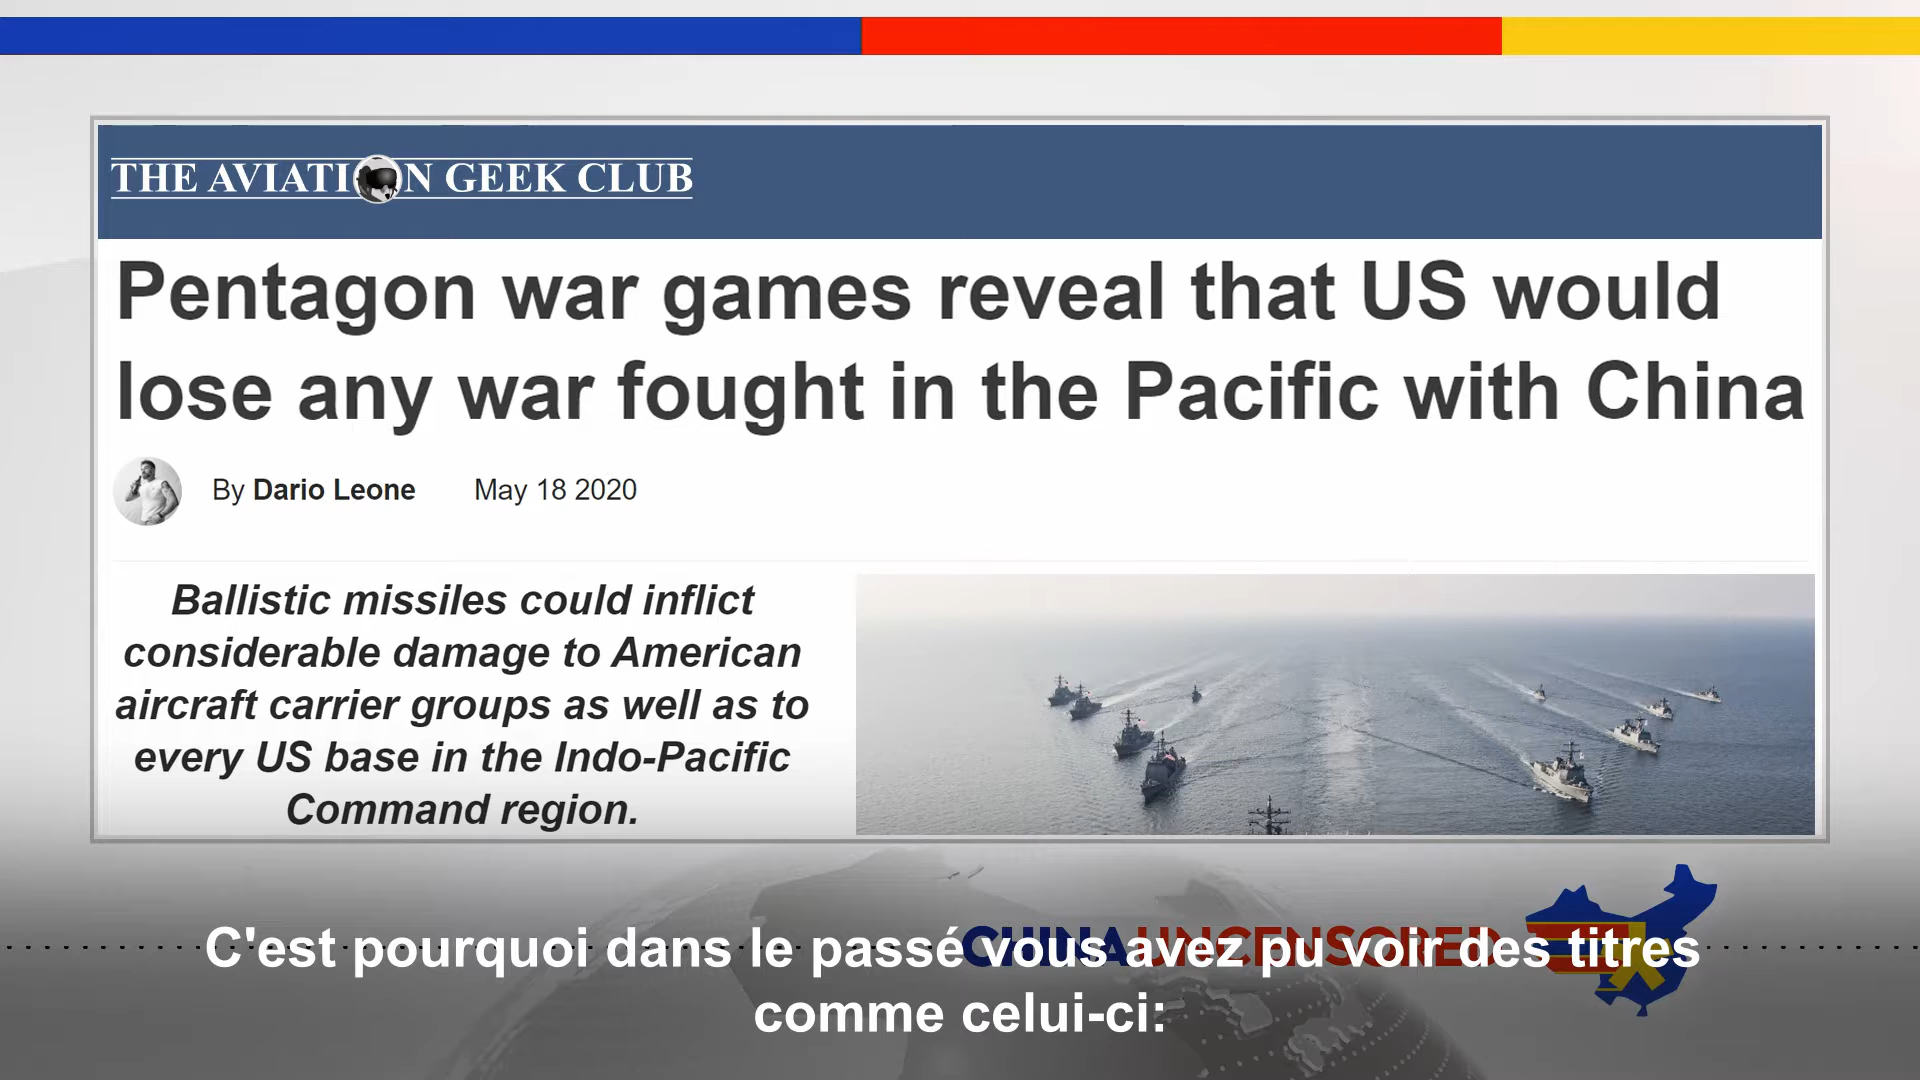 THE AVIATION GEEK CLUB
Pentagon war games reveal that US would
lose any war fought in the Pacific with China
By Dario Leone May 18 2020
Ballistic missiles could inflict
considerable damage to American
aircraft carrier groups as well as to
every US base in the Indo-Pacific
Command region.
CHINA UNCENSORED
C'est pourquoi dans le passé vous avez pu voir des titres
comme celui-ci: